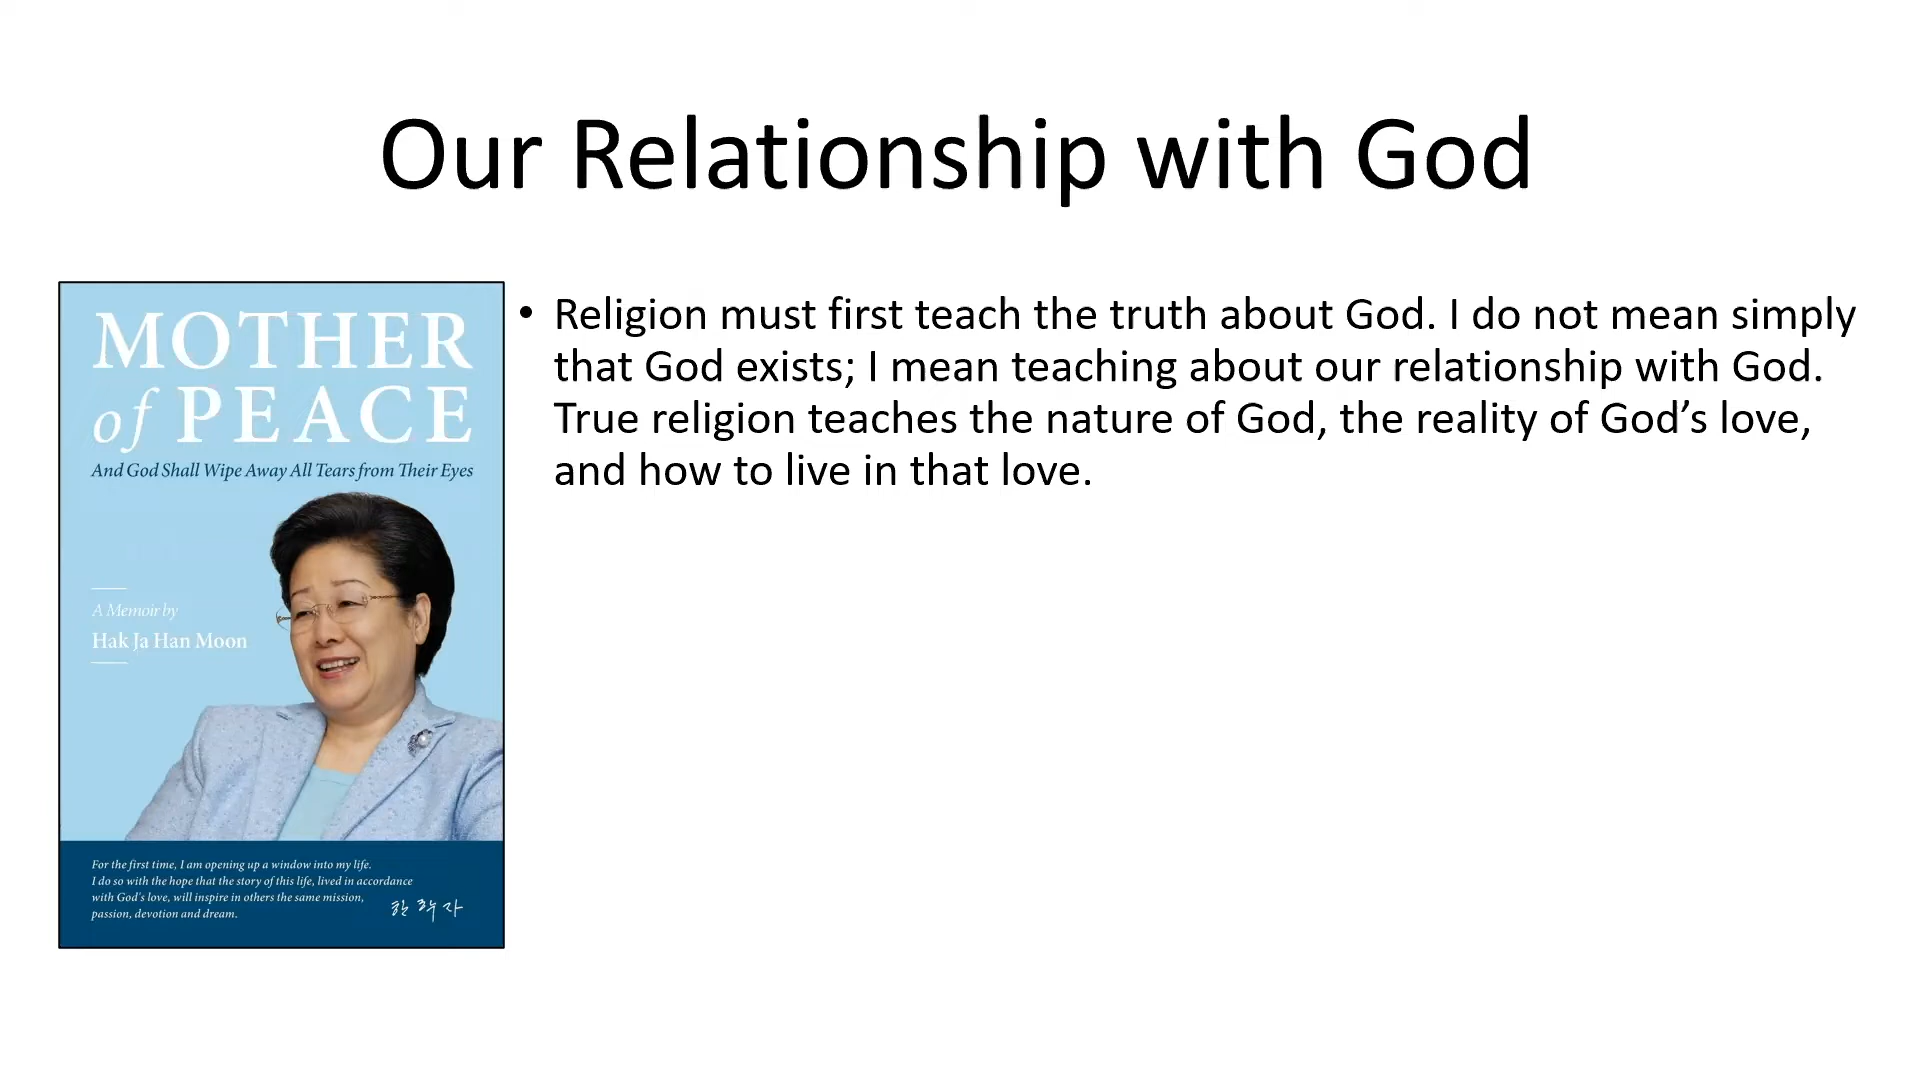 Our Relationship with God
MOTHER
of PEACE
And God Shall Wipe Away All Tears from Their Eyes
A Memoir by
Hak Ja Han Moon
For the first time, I am opening up a window into my life.
I do so with the hope that the story of this life, lived in accordance
with God's love, will inspire in others the same mission,
passion, devotion and dream.
한 학 자
• Religion must first teach the truth about God. I do not mean simply
that God exists; I mean teaching about our relationship with God.
True religion teaches the nature of God, the reality of God’s love,
and how to live in that love.